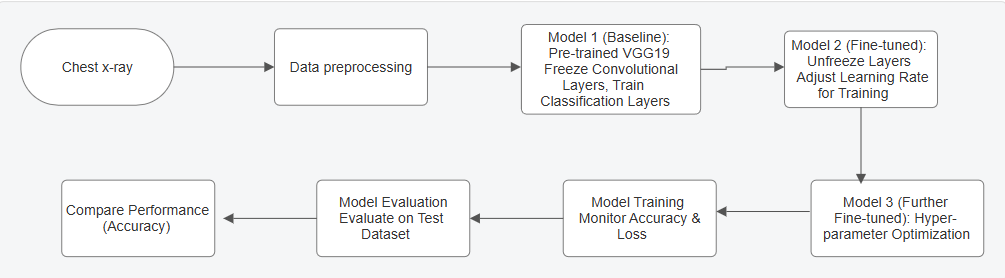 Chest x-ray
Data preprocessing
Model 1 (Baseline):
Pre-trained VGG19
Freeze Convolutional
Layers, Train
Classification Layers
Model 2 (Fine-tuned):
Unfreeze Layers
Adjust Learning Rate
for Training
Model 3 (Further
Fine-tuned): Hyper-
parameter Optimization
Model Training
Monitor Accuracy &
Loss
Model Evaluation
Evaluate on Test
Dataset
Compare Performance
(Accuracy)